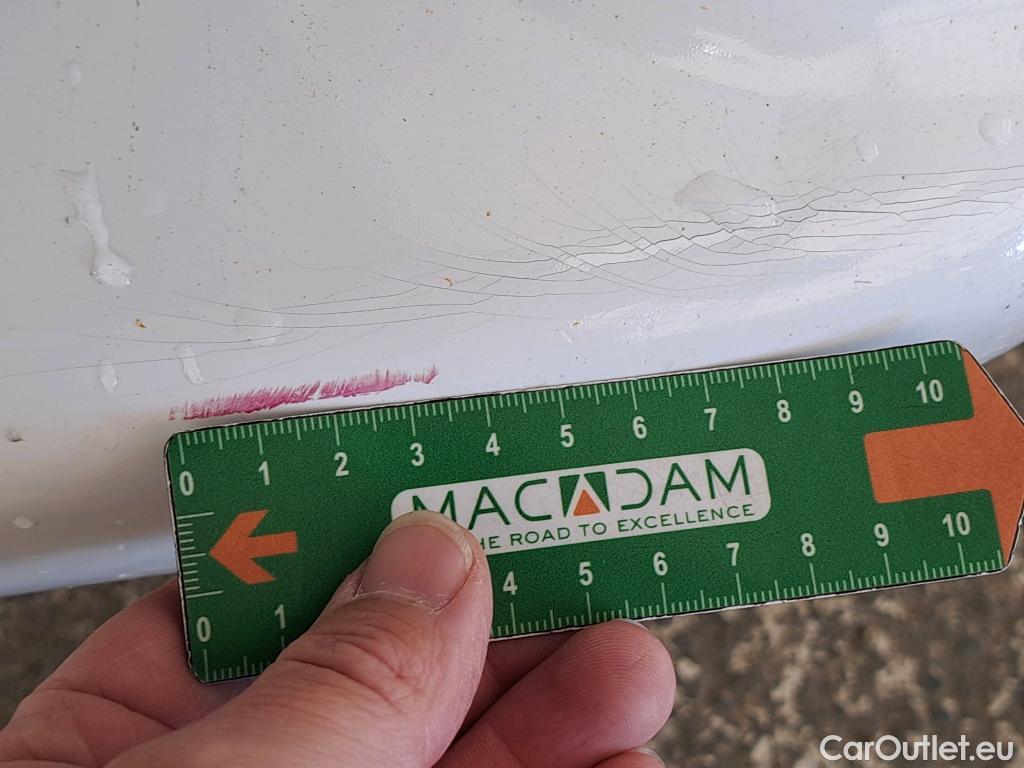 0 1 2 3 4 5 6 7 8 9 10
MACADAM
HE ROAD TO EXCELLENCE
0 1 4 5 6 7 8 9 10
CarOutlet.eu